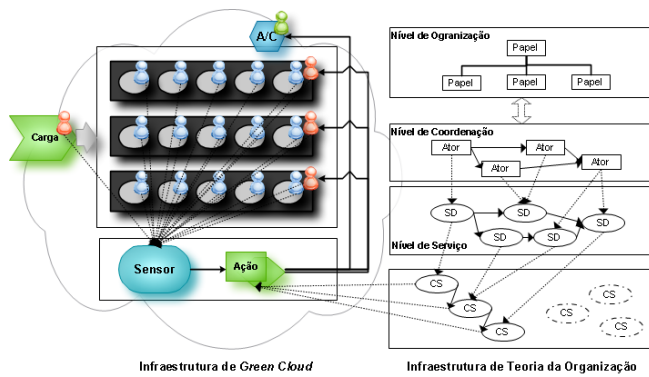 A/C
Carga
Sensor
Ação
Infraestrutura de Green Cloud
Nível de Ogranização
Papel
Papel
Papel
Papel
Nível de Coordenação
Ator
Ator
Ator
Ator
SD
SD
SD
SD
SD
Nível de Serviço
CS
CS
CS
CS
CS
CS
Infraestrutura de Teoria da Organização